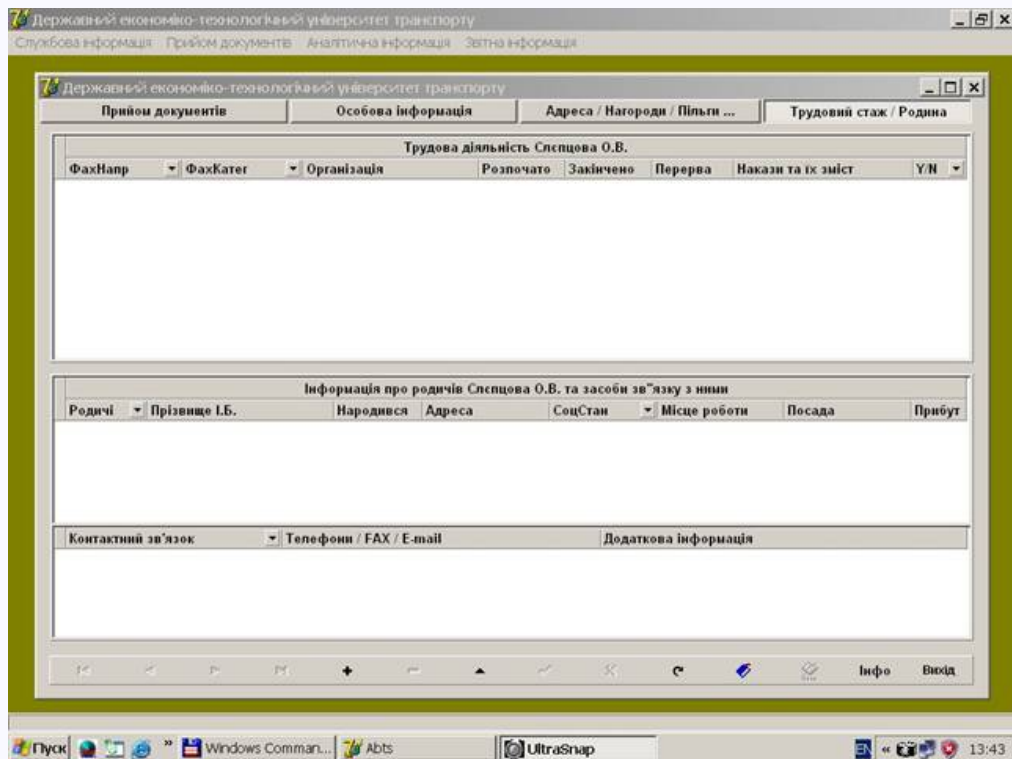 Державний економіко-технологічний університет транспорту
Службова інформація Прийом документів Аналітична інформація Звітна інформація
Державний економіко-технологічний університет транспорту
Прийом документів Особова інформація Адреса / Нагороди / Пільги ... Трудовий стаж / Родина
Трудова діяльність Слєпцова О.В.
ФахНапр ФахКатег Організація Розпочато Закінчено Перерва Накази та їх зміст Y/N
Інформація про родичів Слєпцова О.В. та засоби зв"язку з ними
Родичі Прізвище І.Б. Народився Адреса СоцСтан Місце роботи Посада Прибут
Контактний зв'язок Телефони / FAX / E-mail Додаткова інформація
Інфо Вихід
Пуск » Windows Comman... Abts UltraSnap EN « 13:43